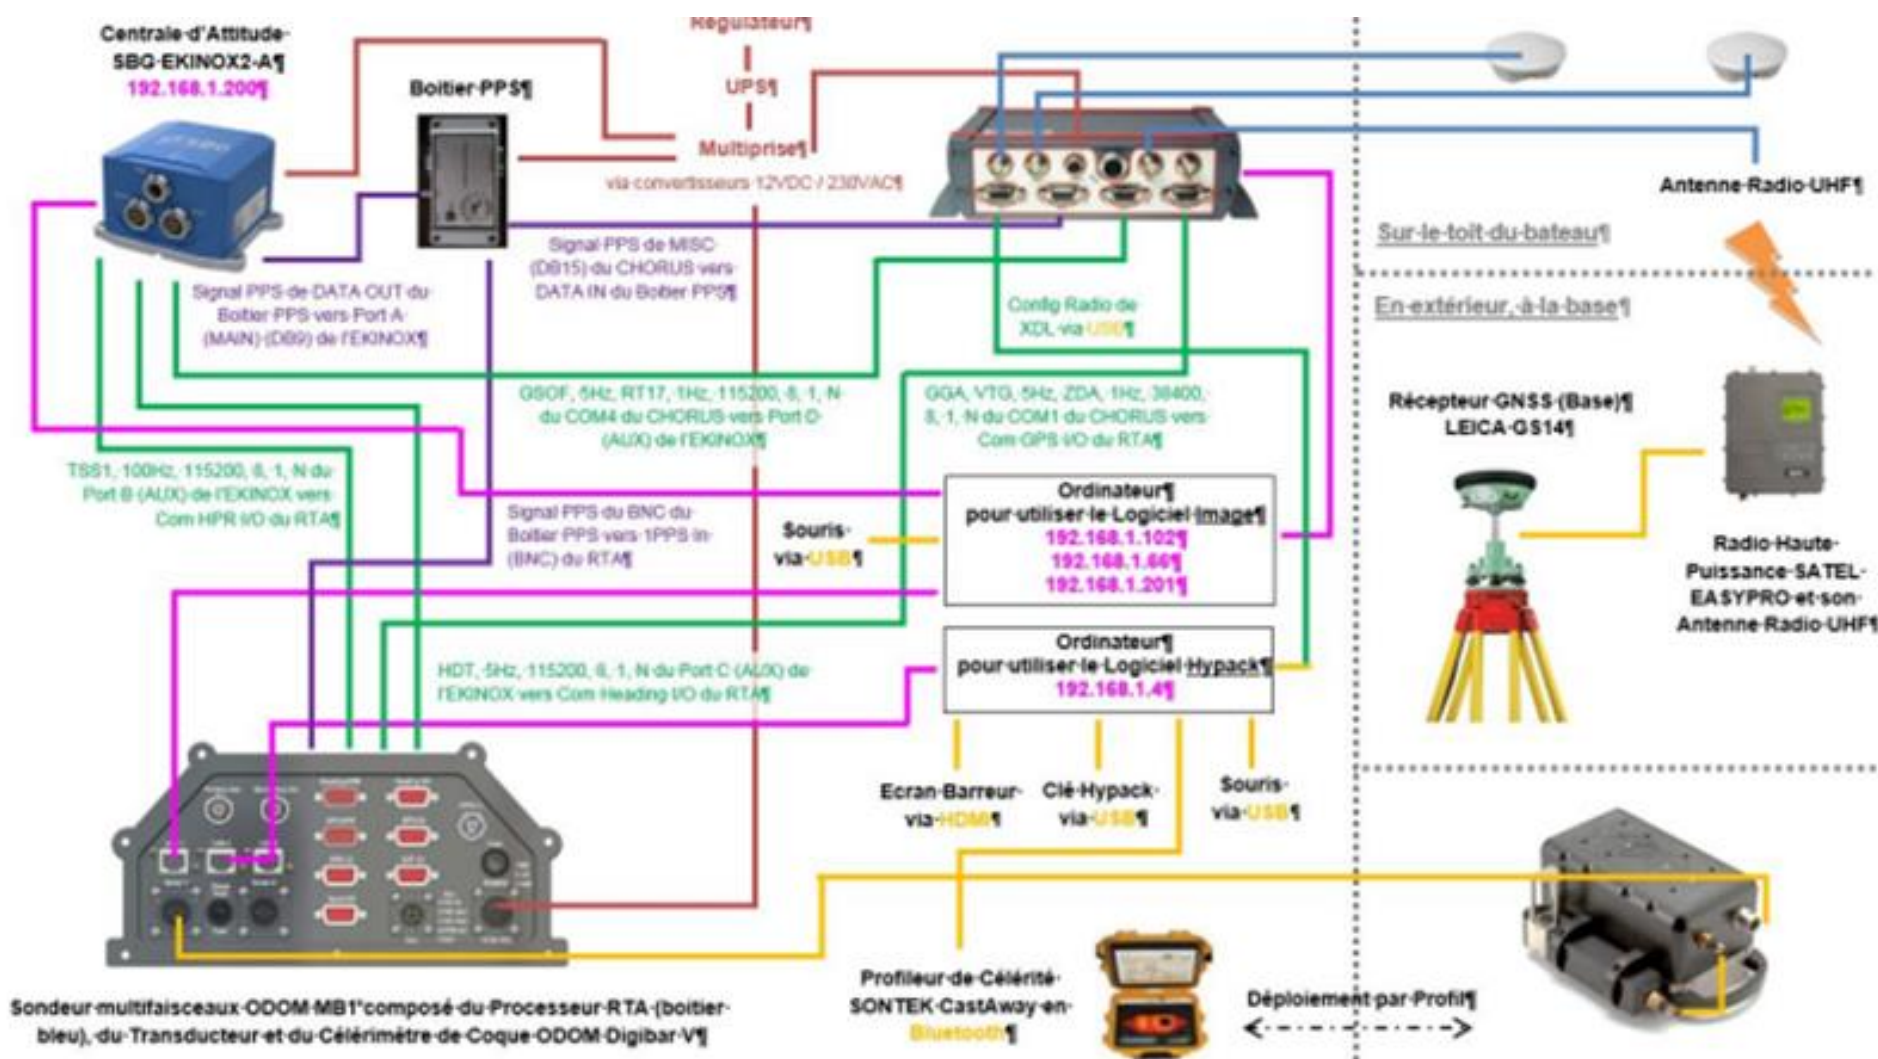 Régulateur¶
Centrale·d'Attitude·
SBG·EKINOX2-A¶
192.168.1.200¶
Boitier·PPS¶
UPS¶
Multiprise¶
via·convertisseurs·12VDC·/·230VAC¶
Antenne·Radio·UHF¶
Sur·le·toit·du·bateau¶
En·extérieur,·à·la·base¶
Signal·PPS·de·MISC·
(DB15)·du·CHORUS·vers·
DATA·IN·du·Boitier·PPS¶
Signal·PPS·de·DATA·OUT·du·
Boitier·PPS·vers·Port·A·
(MAIN)·(DB9)·de·l'EKINOX¶
Config·Radio·de
XDL·via·USB¶
GSOF,·5Hz,·RT17,·1Hz,·115200,·8,·1,·N·
du·COM4·du·CHORUS·vers·Port·D·
(AUX)·de·l'EKINOX¶
GGA,·VTG,·5Hz,·ZDA,·1Hz,·38400,·
8,·1,·N·du·COM1·du·CHORUS·vers·
Com·GPS·I/O·du·RTA¶
Récepteur·GNSS·(Base)¶
LEICA·GS14¶
TSS1,·100Hz,·115200,·8,·1,·N·du·
Port·B·(AUX)·de·l'EKINOX·vers·
Com·HPR·I/O·du·RTA¶
Signal·PPS·du·BNC·du·
Boitier·PPS·vers·1PPS·In·
(BNC)·du·RTA¶
Souris·
via·USB¶
Ordinateur¶
pour·utiliser·le·Logiciel·Image¶
192.168.1.102¶
192.168.1.66¶
192.168.1.201¶
Radio·Haute·
Puissance·SATEL·
EASYPRO·et·son·
Antenne·Radio·UHF¶
Ordinateur¶
pour·utiliser·le·Logiciel·Hypack¶
192.168.1.4¶
HDT,·5Hz,·115200,·8,·1,·N·du·Port·C·(AUX)·de·
l'EKINOX·vers·Com·Heading·I/O·du·RTA¶
Ecran·Barreur·
via·HDMI¶
Clé·Hypack·
via·USB¶
Souris·
via·USB¶
Profileur·de·Célérité·
SONTEK·CastAway·en·
Bluetooth¶
Déploiement·par·Profil¶
Sondeur·multifaisceaux·ODOM·MB1°composé·du·Processeur·RTA·(boitier·
bleu),·du·Transducteur·et·du·Célérimètre·de·Coque·ODOM·Digibar·V¶